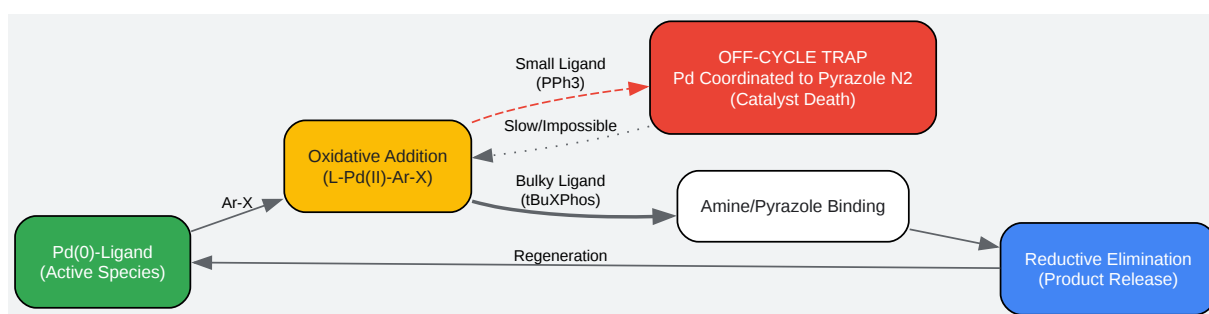 Small Ligand
(PPh3)
OFF-CYCLE TRAP
Pd Coordinated to Pyrazole N2
(Catalyst Death)
Slow/Impossible
Oxidative Addition
(L-Pd(II)-Ar-X)
Bulky Ligand
(tBuXPhos)
Amine/Pyrazole Binding
Ar-X
Pd(0)-Ligand
(Active Species)
Regeneration
Reductive Elimination
(Product Release)